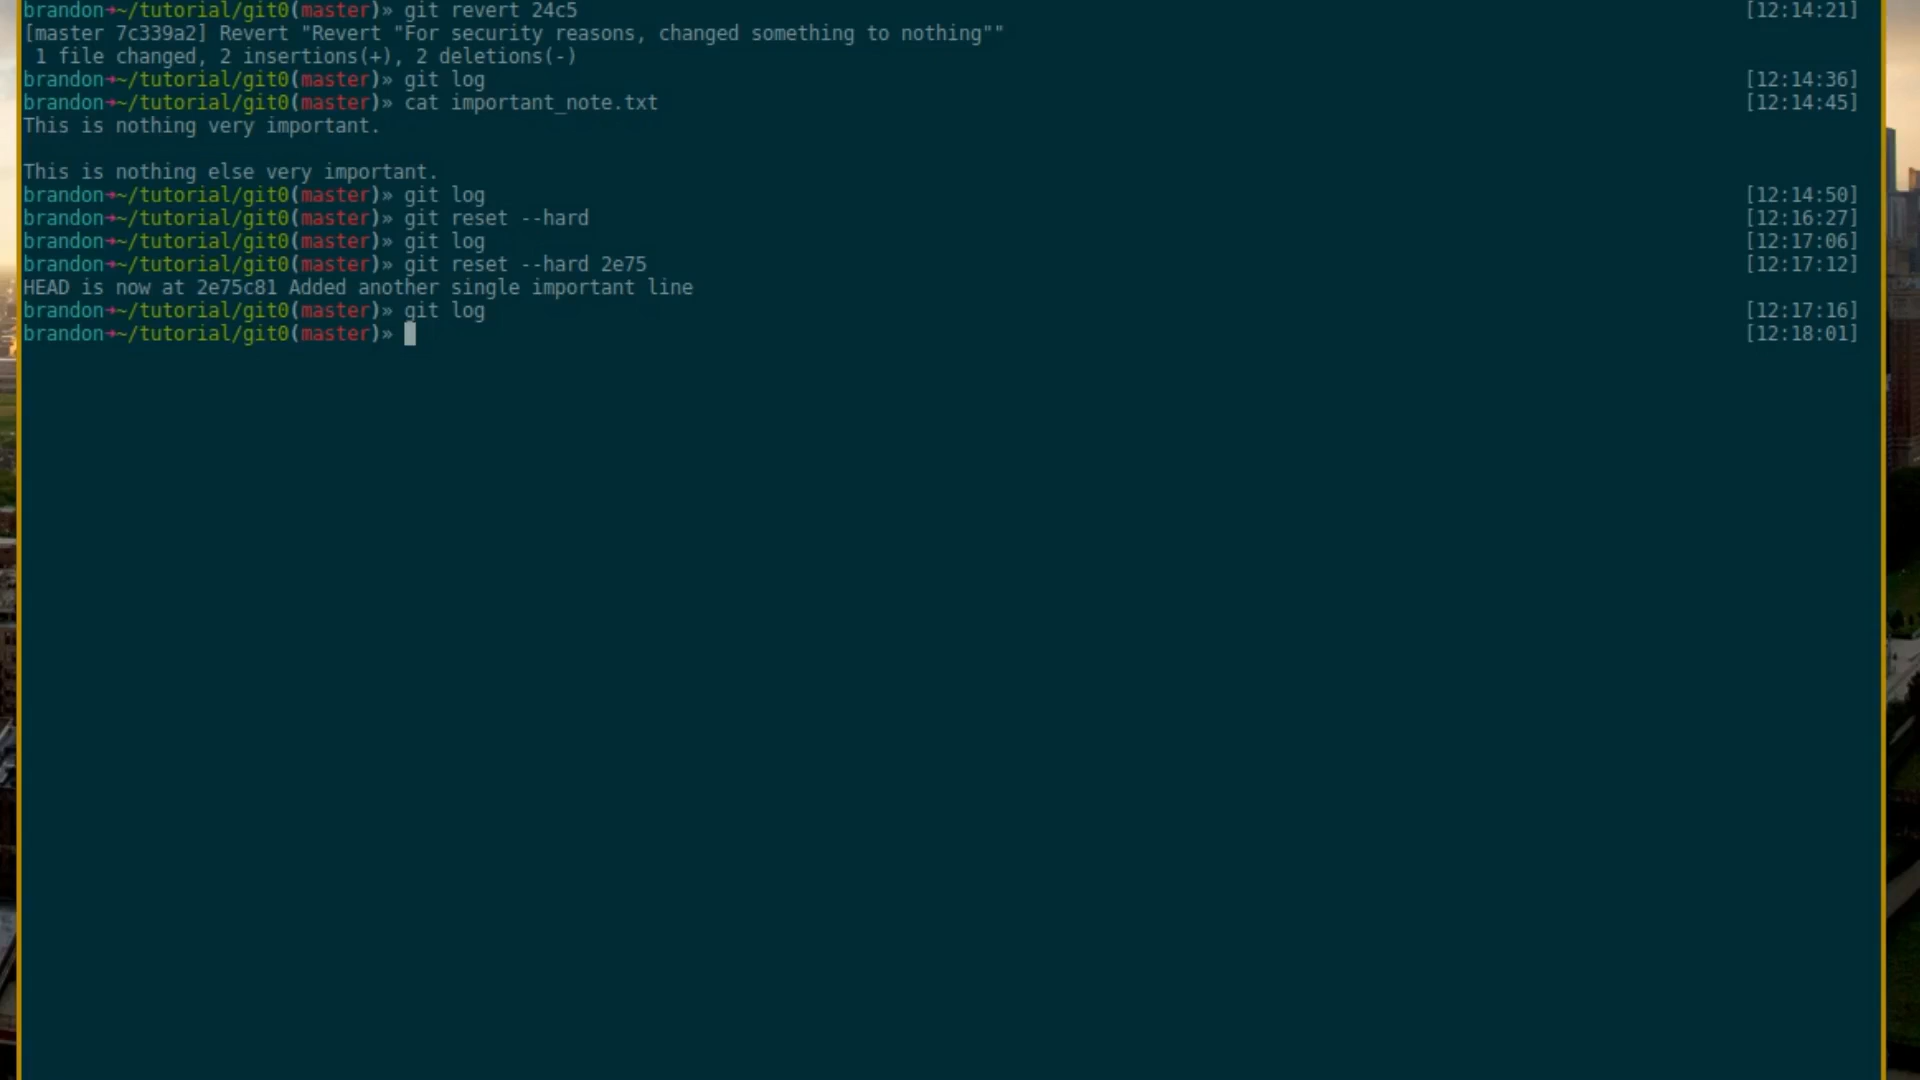 brandon→~/tutorial/git0(master)» git revert 24c5 [12:14:21]
[master 7c339a2] Revert "Revert "For security reasons, changed something to nothing""
 1 file changed, 2 insertions(+), 2 deletions(-)
brandon→~/tutorial/git0(master)» git log [12:14:36]
brandon→~/tutorial/git0(master)» cat important_note.txt [12:14:45]
This is nothing very important.

This is nothing else very important.
brandon→~/tutorial/git0(master)» git log [12:14:50]
brandon→~/tutorial/git0(master)» git reset --hard [12:16:27]
brandon→~/tutorial/git0(master)» git log [12:17:06]
brandon→~/tutorial/git0(master)» git reset --hard 2e75 [12:17:12]
HEAD is now at 2e75c81 Added another single important line
brandon→~/tutorial/git0(master)» git log [12:17:16]
brandon→~/tutorial/git0(master)» [12:18:01]